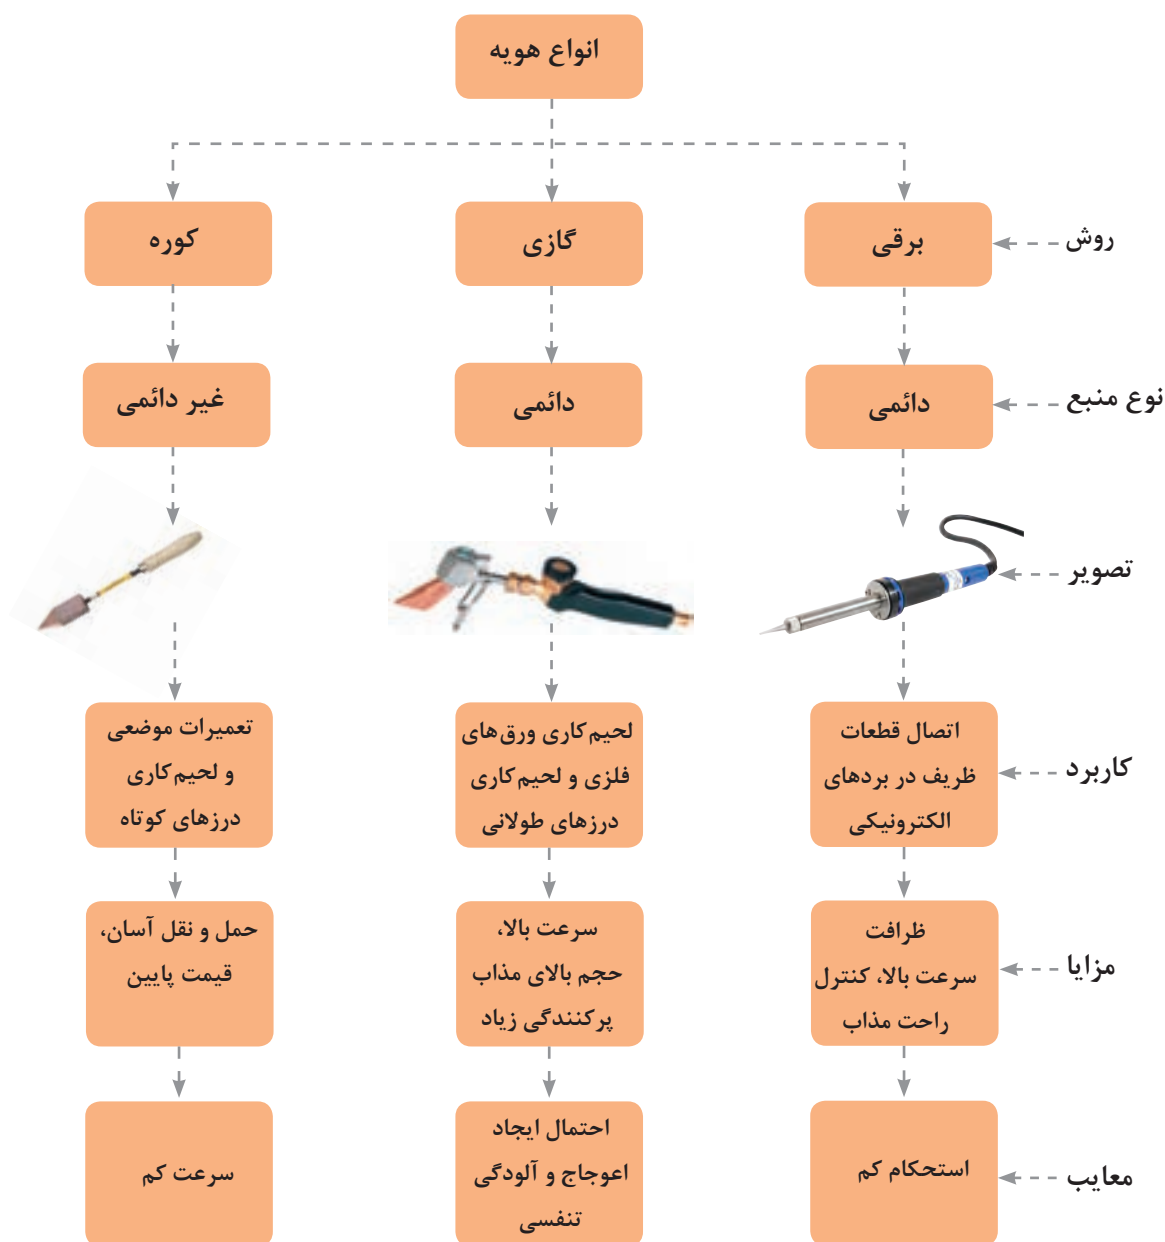 انواع هویه
روش
برقی
گازی
کوره
نوع منبع
دائمی
دائمی
غیر دائمی
تصویر
کاربرد
اتصال قطعات
ظریف در بردهای
الکترونیکی
لحیم‌کاری ورق‌های
فلزی و لحیم‌کاری
درزهای طولانی
تعمیرات موضعی
و لحیم‌کاری
درزهای کوتاه
مزایا
ظرافت
سرعت بالا، کنترل
راحت مذاب
سرعت بالا،
حجم بالای مذاب
پرکنندگی زیاد
حمل و نقل آسان،
قیمت پایین
معایب
استحکام کم
احتمال ایجاد
اعوجاج و آلودگی
تنفسی
سرعت کم